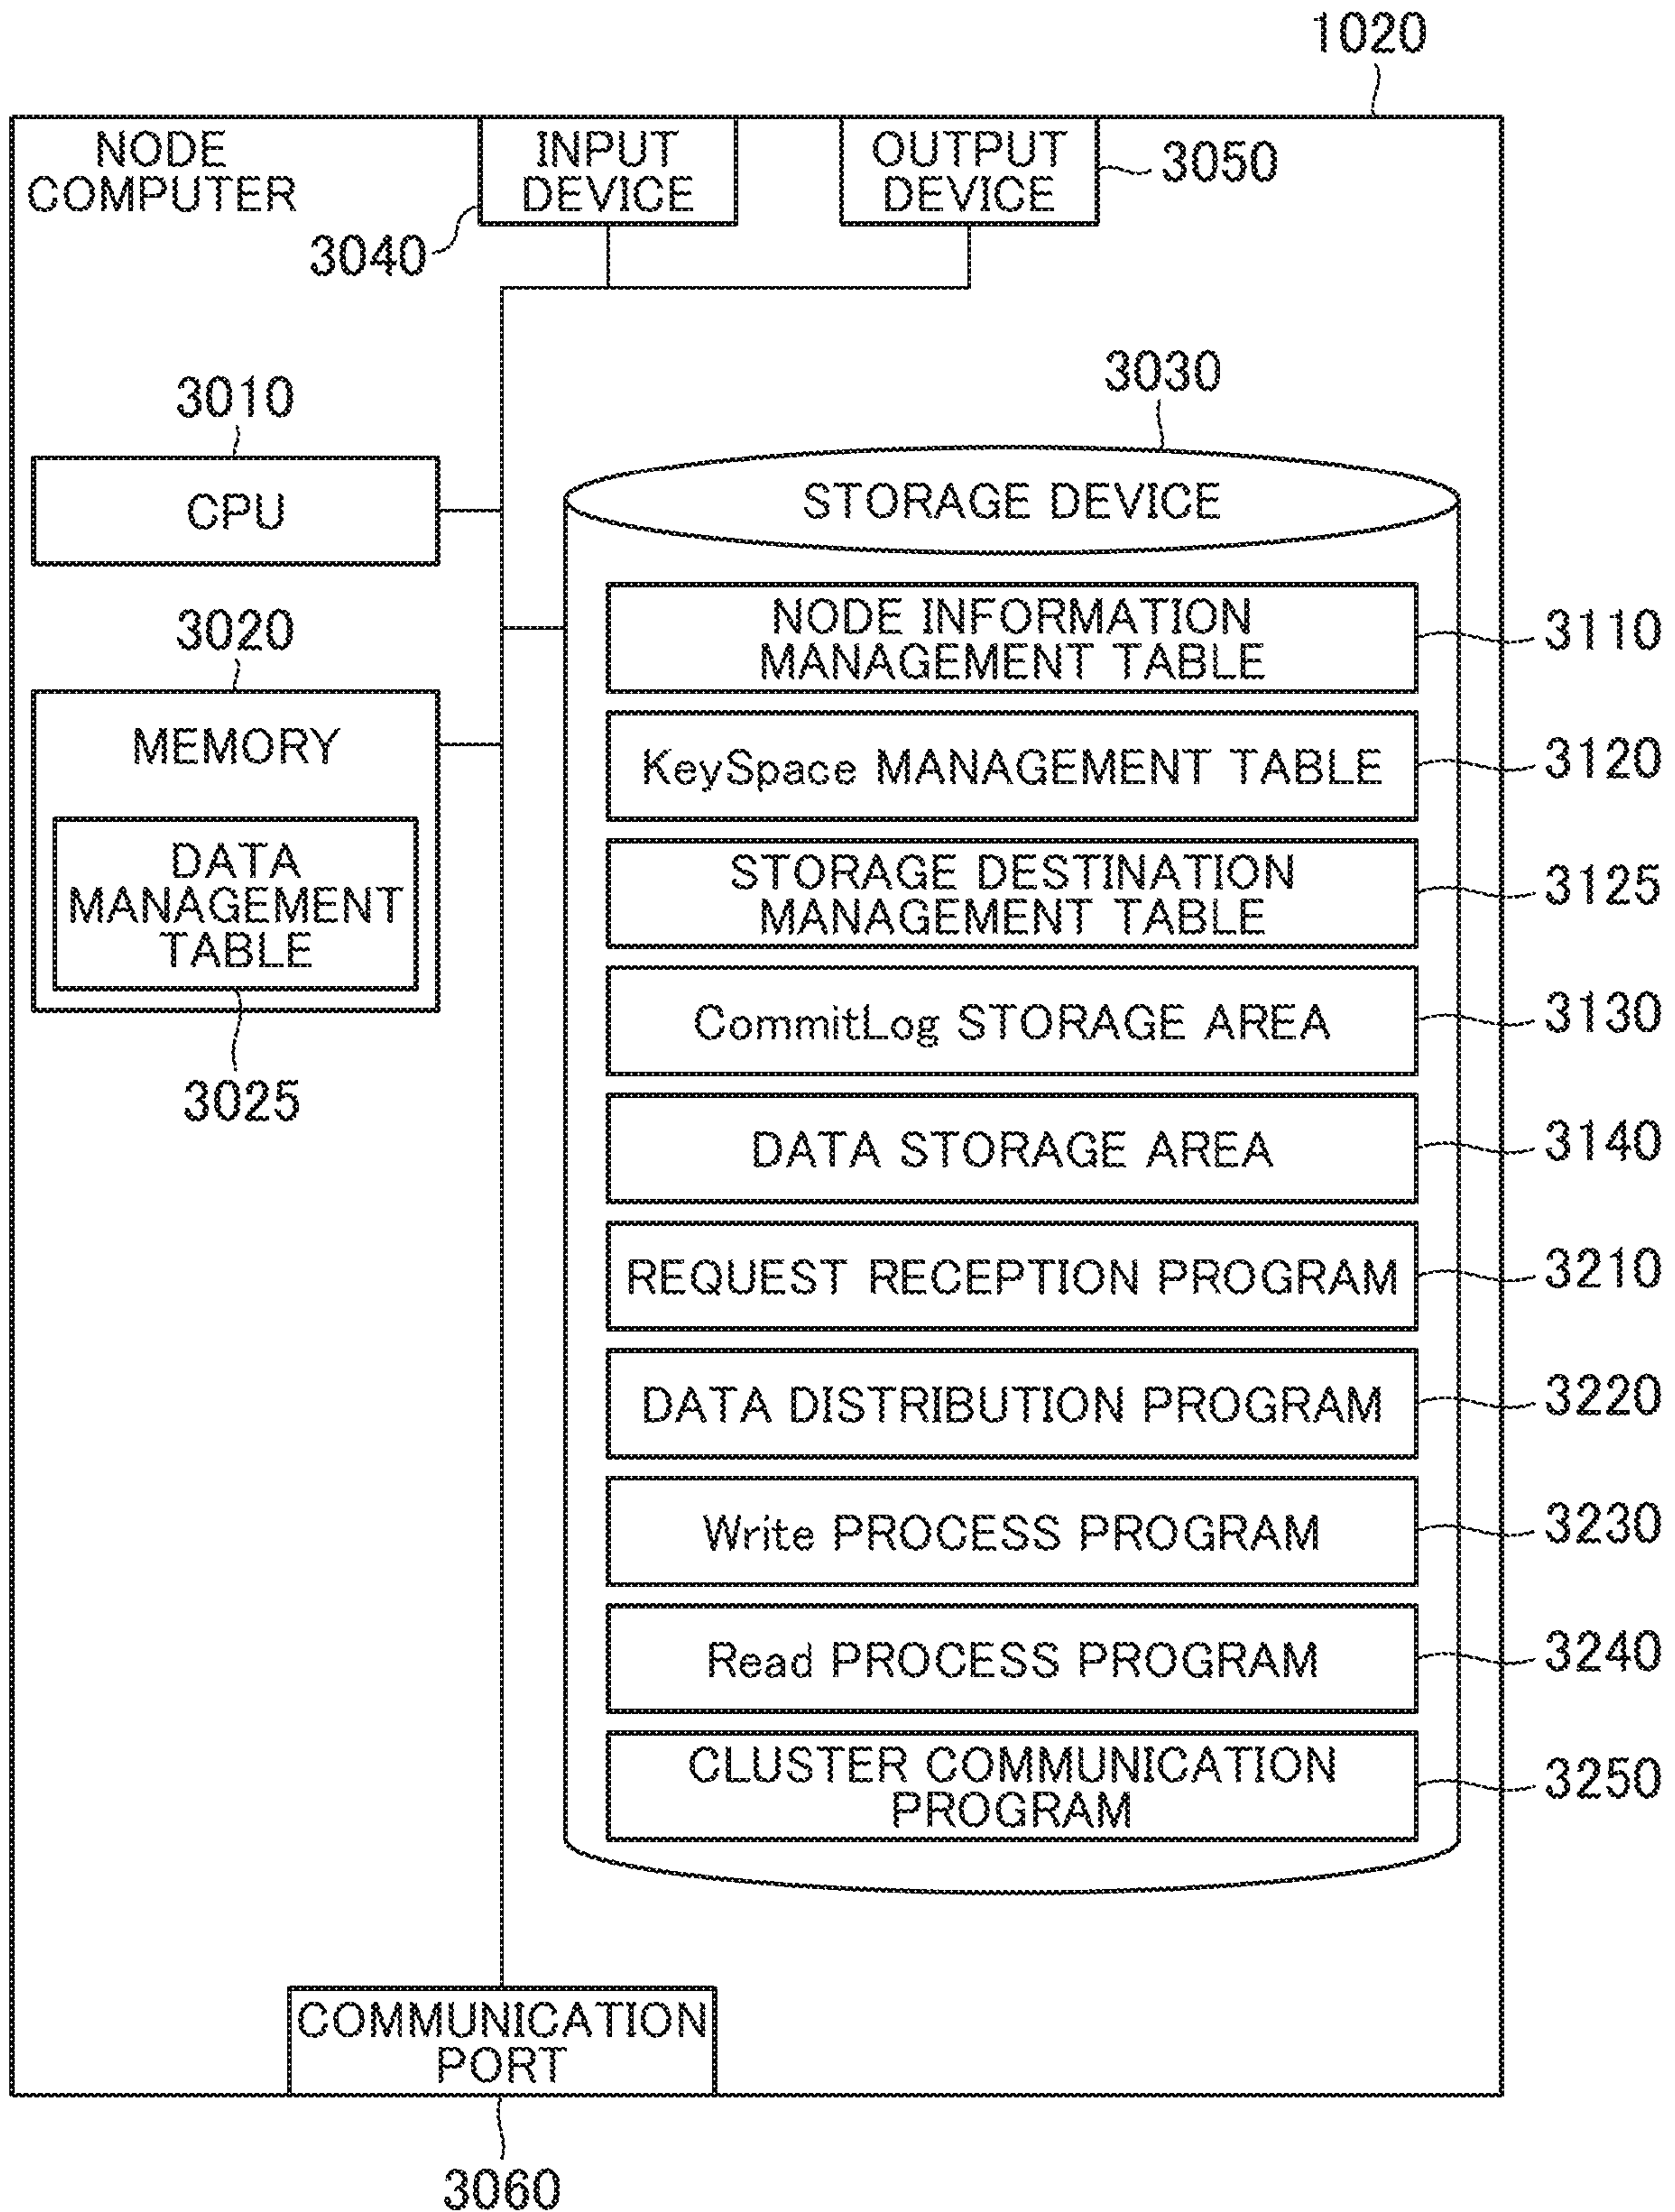 1020
NODE
COMPUTER
INPUT
DEVICE
OUTPUT
DEVICE
3050
3040
3010
CPU
3020
MEMORY
DATA
MANAGEMENT
TABLE
3025
3030
STORAGE DEVICE
NODE INFORMATION
MANAGEMENT TABLE
3110
KeySpace MANAGEMENT TABLE
3120
STORAGE DESTINATION
MANAGEMENT TABLE
3125
CommitLog STORAGE AREA
3130
DATA STORAGE AREA
3140
REQUEST RECEPTION PROGRAM
3210
DATA DISTRIBUTION PROGRAM
3220
Write PROCESS PROGRAM
3230
Read PROCESS PROGRAM
3240
CLUSTER COMMUNICATION
PROGRAM
3250
COMMUNICATION
PORT
3060